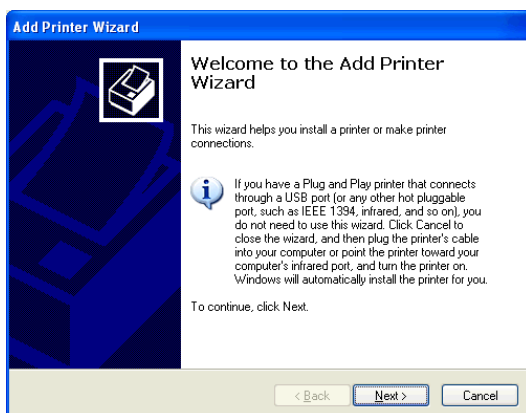 Add Printer Wizard
Welcome to the Add Printer
Wizard
This wizard helps you install a printer or make printer
connections.
If you have a Plug and Play printer that connects
through a USB port (or any other hot pluggable
port, such as IEEE 1394, infrared, and so on), you
do not need to use this wizard. Click Cancel to
close the wizard, and then plug the printer's cable
into your computer or point the printer toward your
computer's infrared port, and turn the printer on.
Windows will automatically install the printer for you.
To continue, click Next.
< Back Next > Cancel